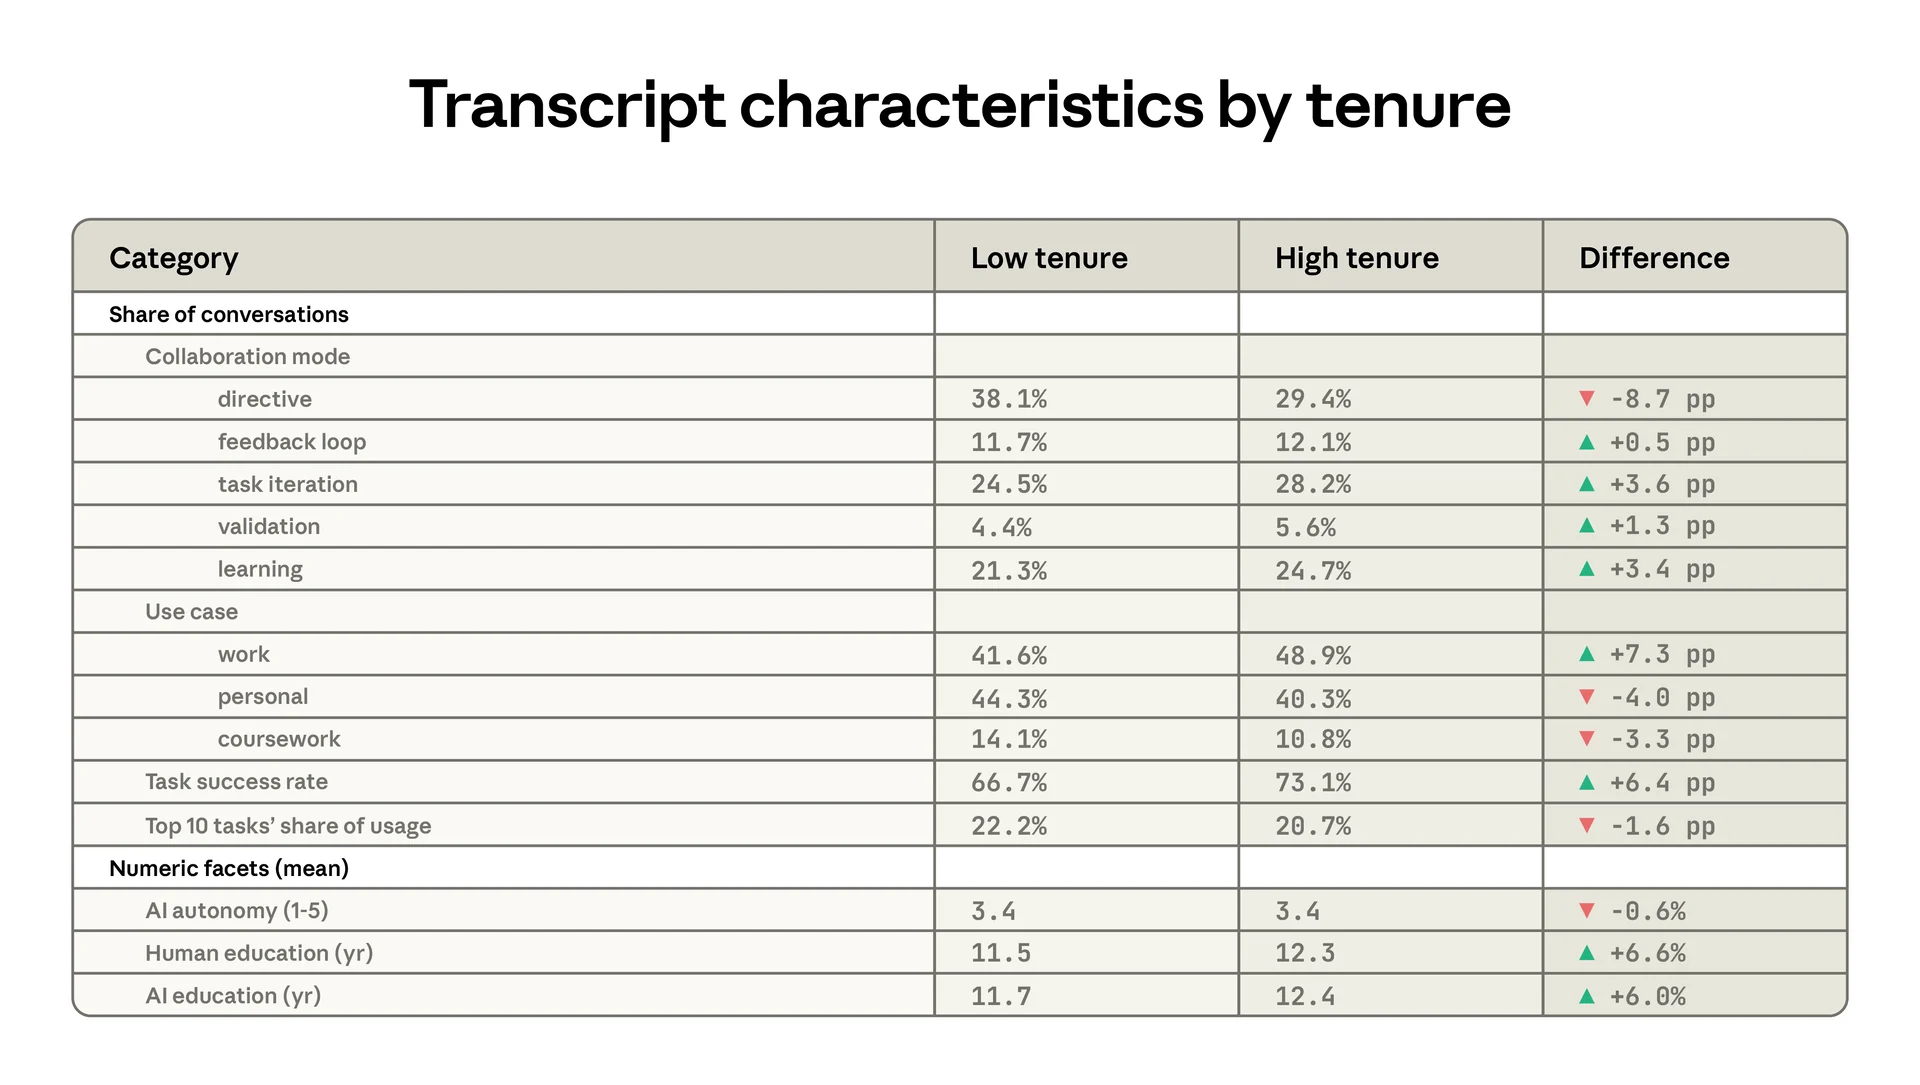 Transcript characteristics by tenure
Category Low tenure High tenure Difference
Share of conversations
Collaboration mode
directive 38.1% 29.4% ▼ -8.7 pp
feedback loop 11.7% 12.1% ▲ +0.5 pp
task iteration 24.5% 28.2% ▲ +3.6 pp
validation 4.4% 5.6% ▲ +1.3 pp
learning 21.3% 24.7% ▲ +3.4 pp
Use case
work 41.6% 48.9% ▲ +7.3 pp
personal 44.3% 40.3% ▼ -4.0 pp
coursework 14.1% 10.8% ▼ -3.3 pp
Task success rate 66.7% 73.1% ▲ +6.4 pp
Top 10 tasks’ share of usage 22.2% 20.7% ▼ -1.6 pp
Numeric facets (mean)
AI autonomy (1-5) 3.4 3.4 ▼ -0.6%
Human education (yr) 11.5 12.3 ▲ +6.6%
AI education (yr) 11.7 12.4 ▲ +6.0%